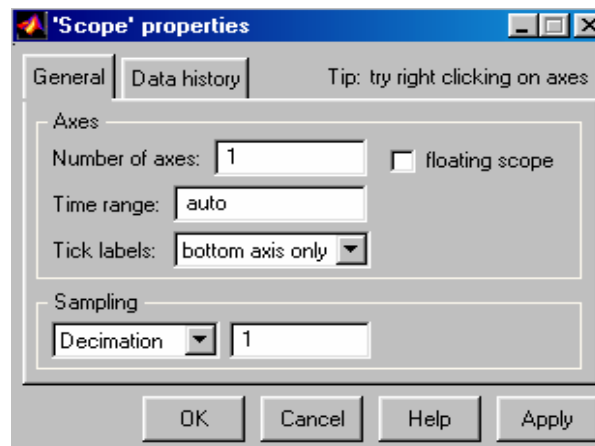 'Scope' properties
General Data history Tip: try right clicking on axes
Axes
Number of axes: 1 floating scope
Time range: auto
Tick labels: bottom axis only
Sampling
Decimation 1
OK Cancel Help Apply